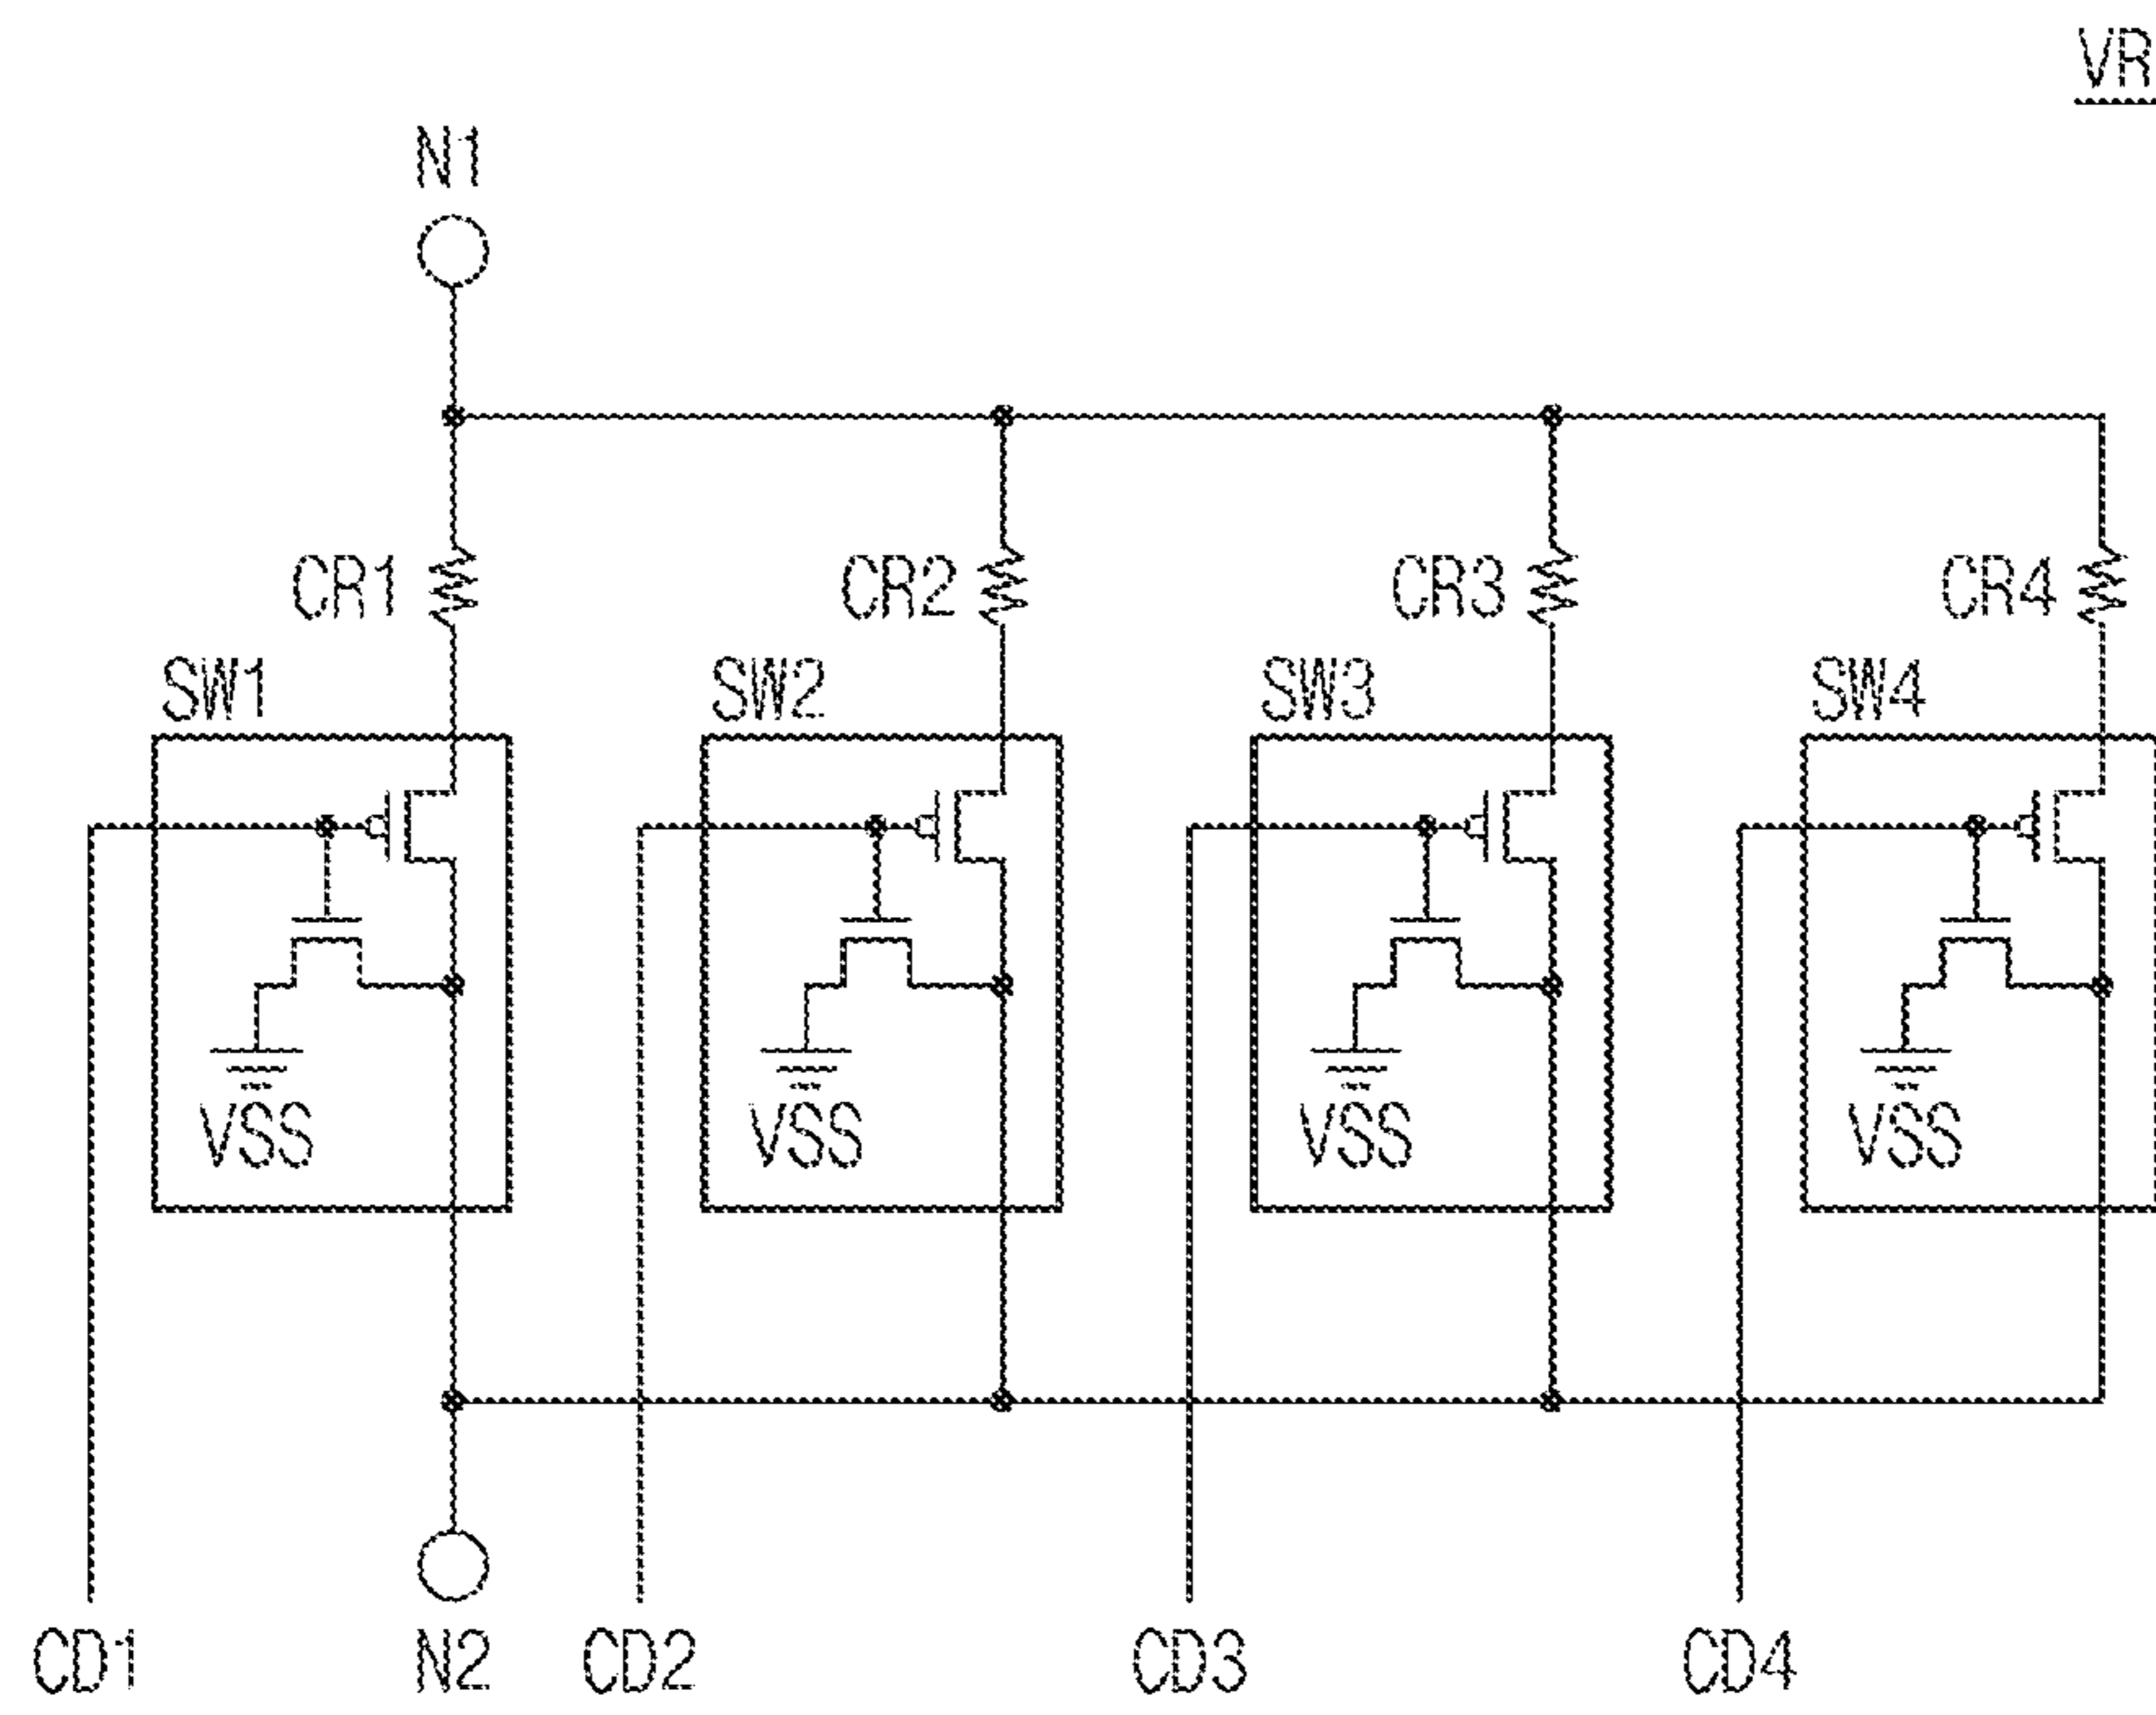 VR
N1
CR1 CR2 CR3 CR4
SW1 SW2 SW3 SW4
VSS VSS VSS VSS
CD1 N2 CD2 CD3 CD4